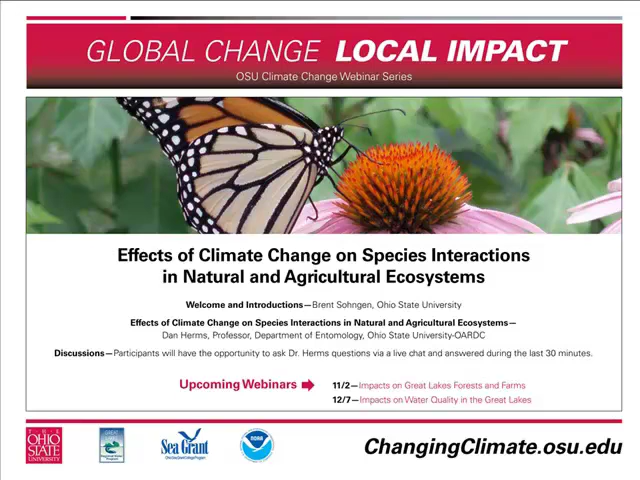 GLOBAL CHANGE LOCAL IMPACT
OSU Climate Change Webinar Series
Effects of Climate Change on Species Interactions
in Natural and Agricultural Ecosystems
Welcome and Introductions—Brent Sohngen, Ohio State University
Effects of Climate Change on Species Interactions in Natural and Agricultural Ecosystems—
Dan Herms, Professor, Department of Entomology, Ohio State University-OARDC
Discussions—Participants will have the opportunity to ask Dr. Herms questions via a live chat and answered during the last 30 minutes.
Upcoming Webinars
11/2—Impacts on Great Lakes Forests and Farms
12/7—Impacts on Water Quality in the Great Lakes
THE
OHIO
STATE
UNIVERSITY
Sea Grant
NOAA
ChangingClimate.osu.edu